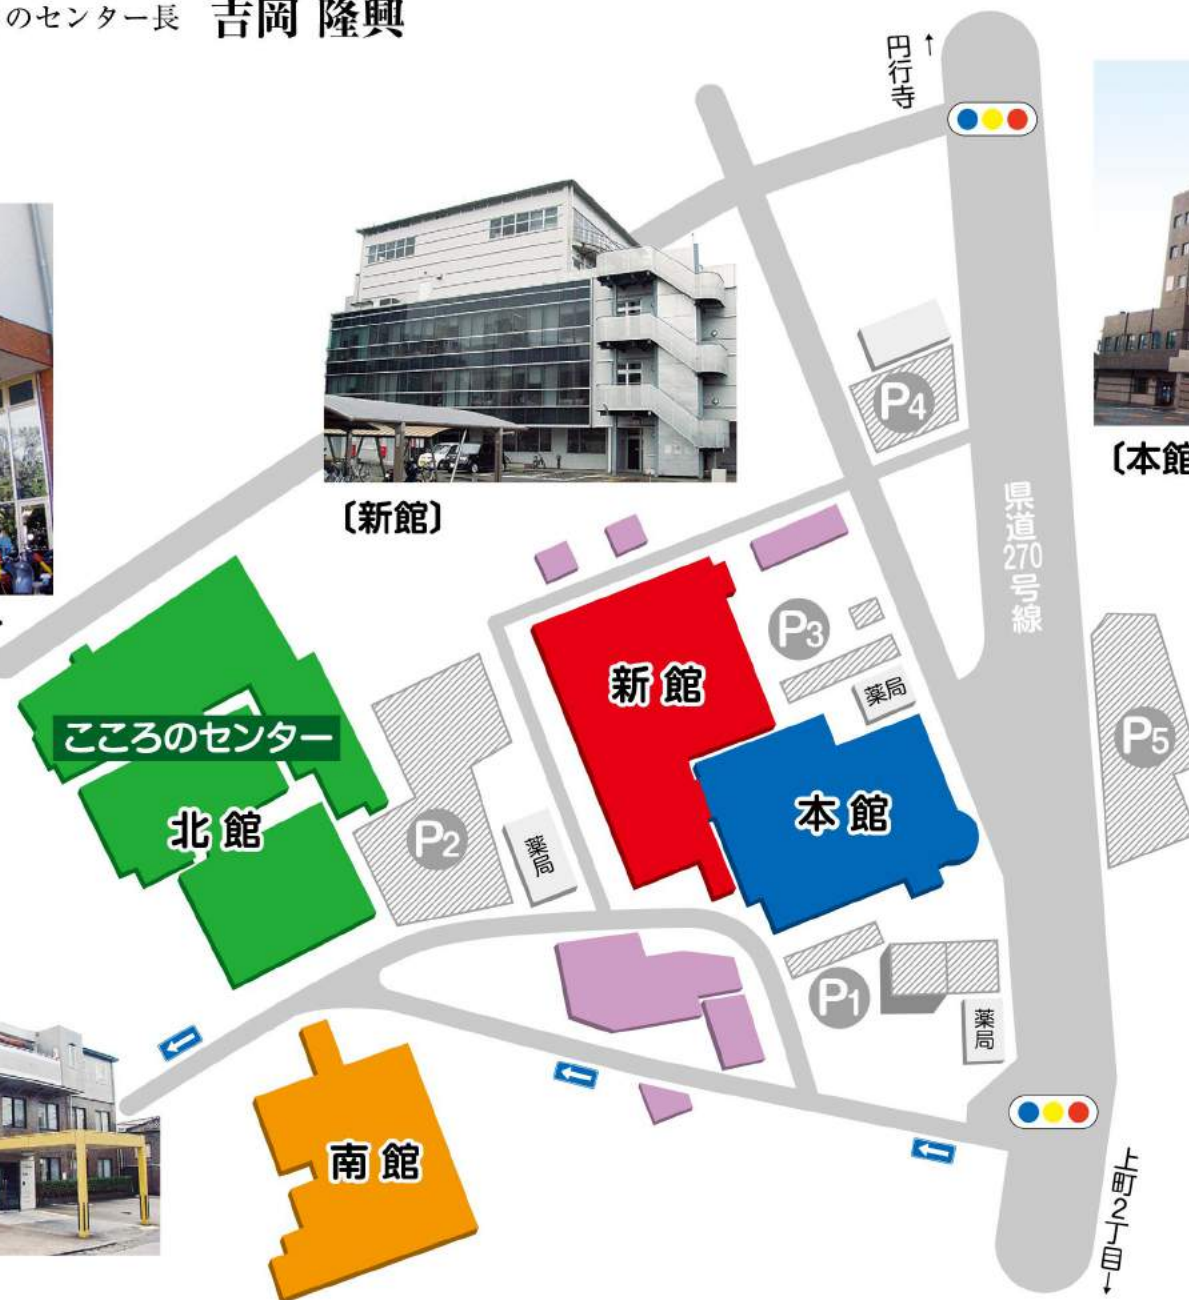 のセンター長 吉岡 隆興
円行寺↑
〔新館〕
P4
〔本館
県道270号線
P3
薬局
新館
こころのセンター
北館
P2
薬局
本館
P5
P1
薬局
南館
上町2丁目↓